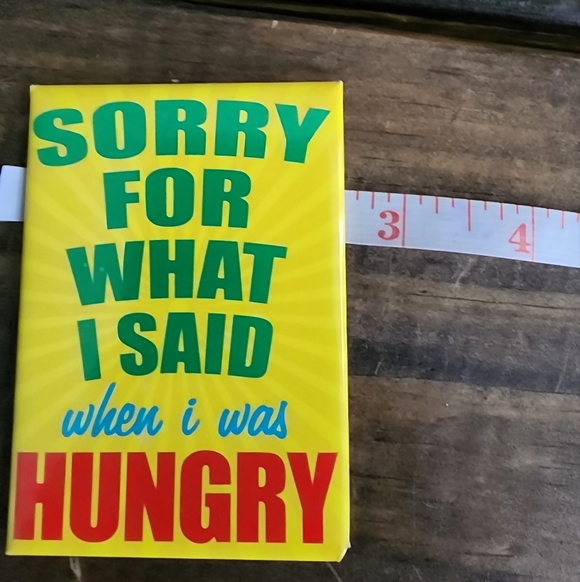 SORRY
FOR
WHAT
I SAID
when i was
HUNGRY
3
4